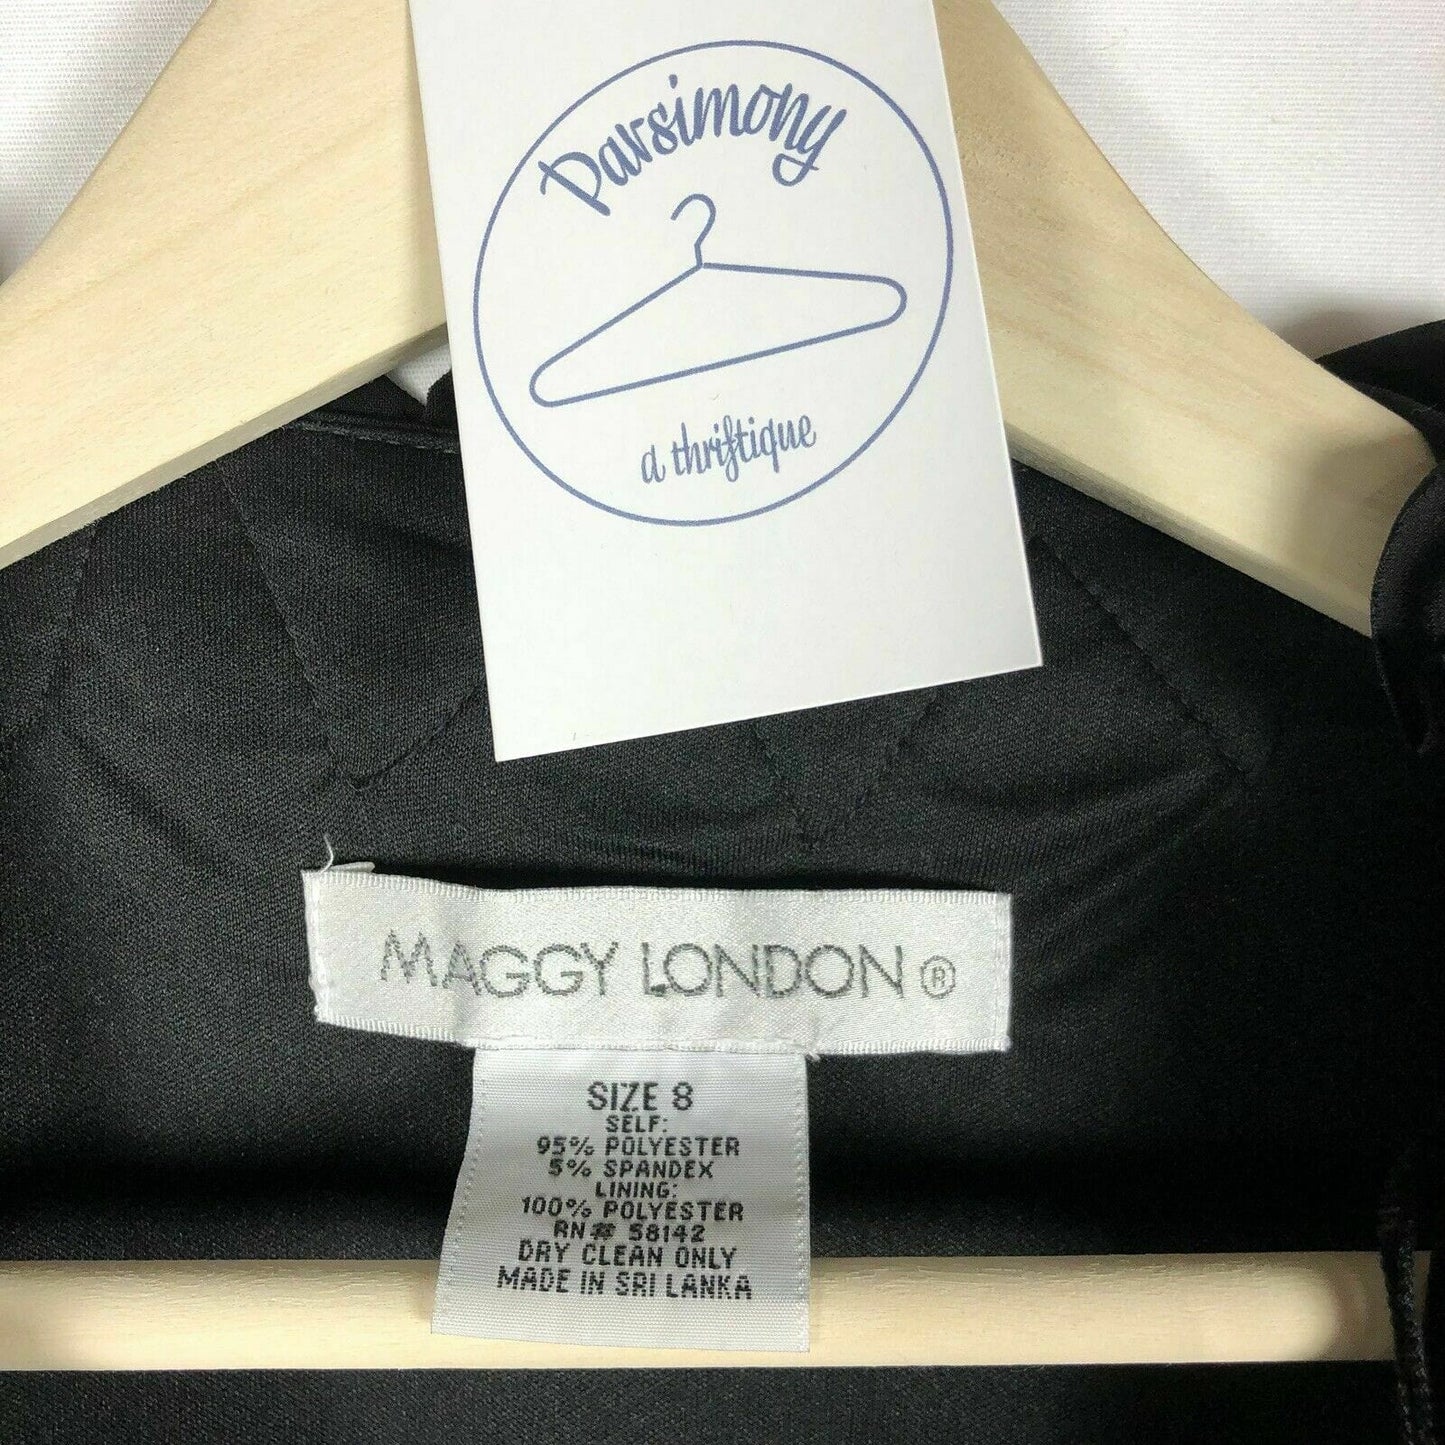 Parsimony
a thriftique
MAGGY LONDON ®
SIZE 8
SELF:
95% POLYESTER
5% SPANDEX
LINING:
100% POLYESTER
RN# 58142
DRY CLEAN ONLY
MADE IN SRI LANKA